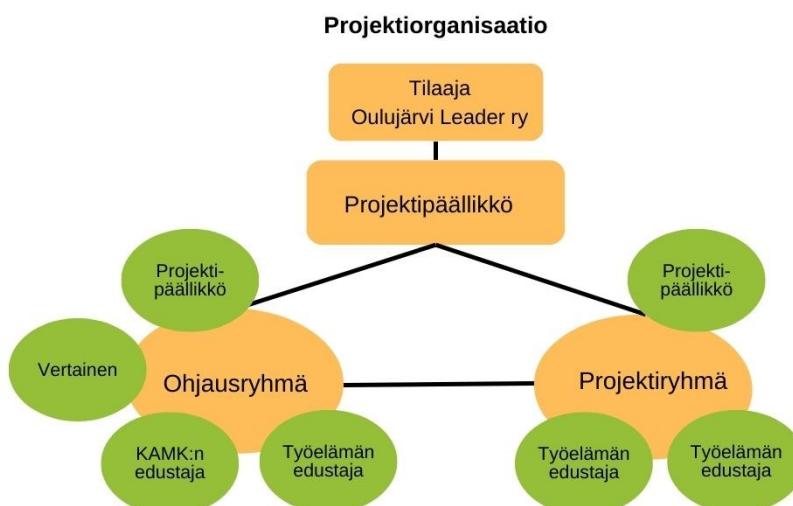 Projektiorganisaatio
Tilaaja
Oulujärvi Leader ry
Projektipäällikkö
Projekti-
päällikkö
Projekti-
päällikkö
Vertainen
Ohjausryhmä
Projektiryhmä
KAMK:n
edustaja
Työelämän
edustaja
Työelämän
edustaja
Työelämän
edustaja